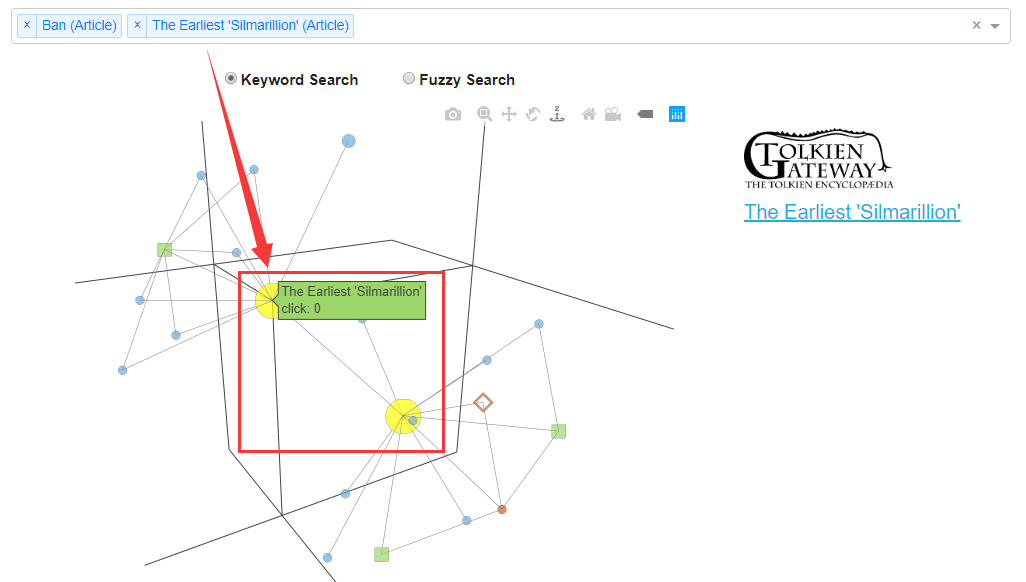 × Ban (Article) × The Earliest 'Silmarillion' (Article)
Keyword Search Fuzzy Search
z
TOLKIEN
GATEWAY
THE TOLKIEN ENCYCLOPÆDIA
The Earliest 'Silmarillion'
The Earliest 'Silmarillion'
click: 0